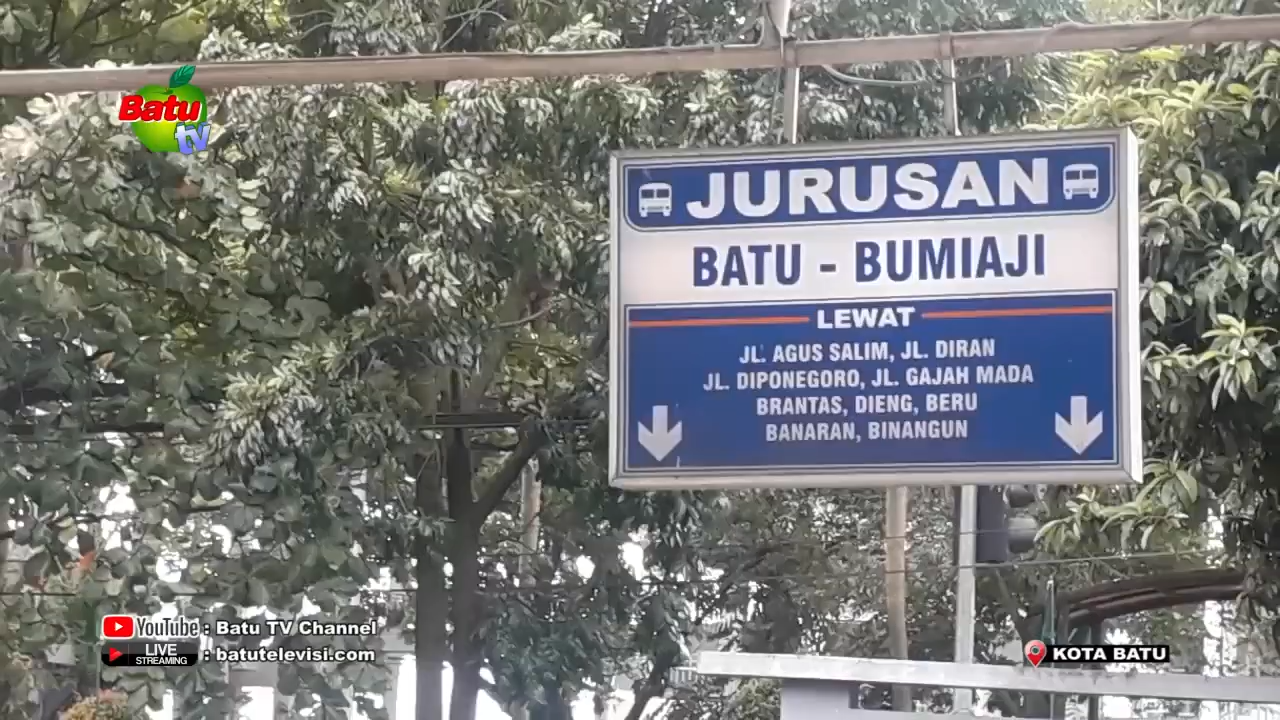 Batu
tv
JURUSAN
BATU - BUMIAJI
LEWAT
JL. AGUS SALIM, JL. DIRAN
JL. DIPONEGORO, JL. GAJAH MADA
BRANTAS, DIENG, BERU
BANARAN, BINANGUN
YouTube : Batu TV Channel
LIVE STREAMING : batutelevisi.com
KOTA BATU